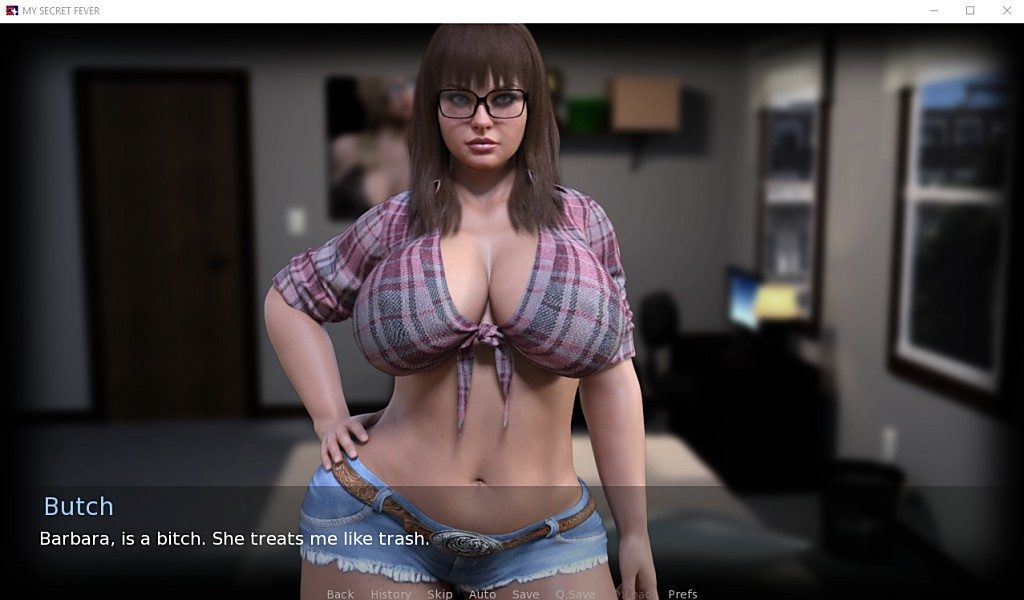 MY SECRET FEVER
Butch
Barbara, is a bitch. She treats me like trash.
Back History Skip Auto Save Q.Save Q.Load Prefs